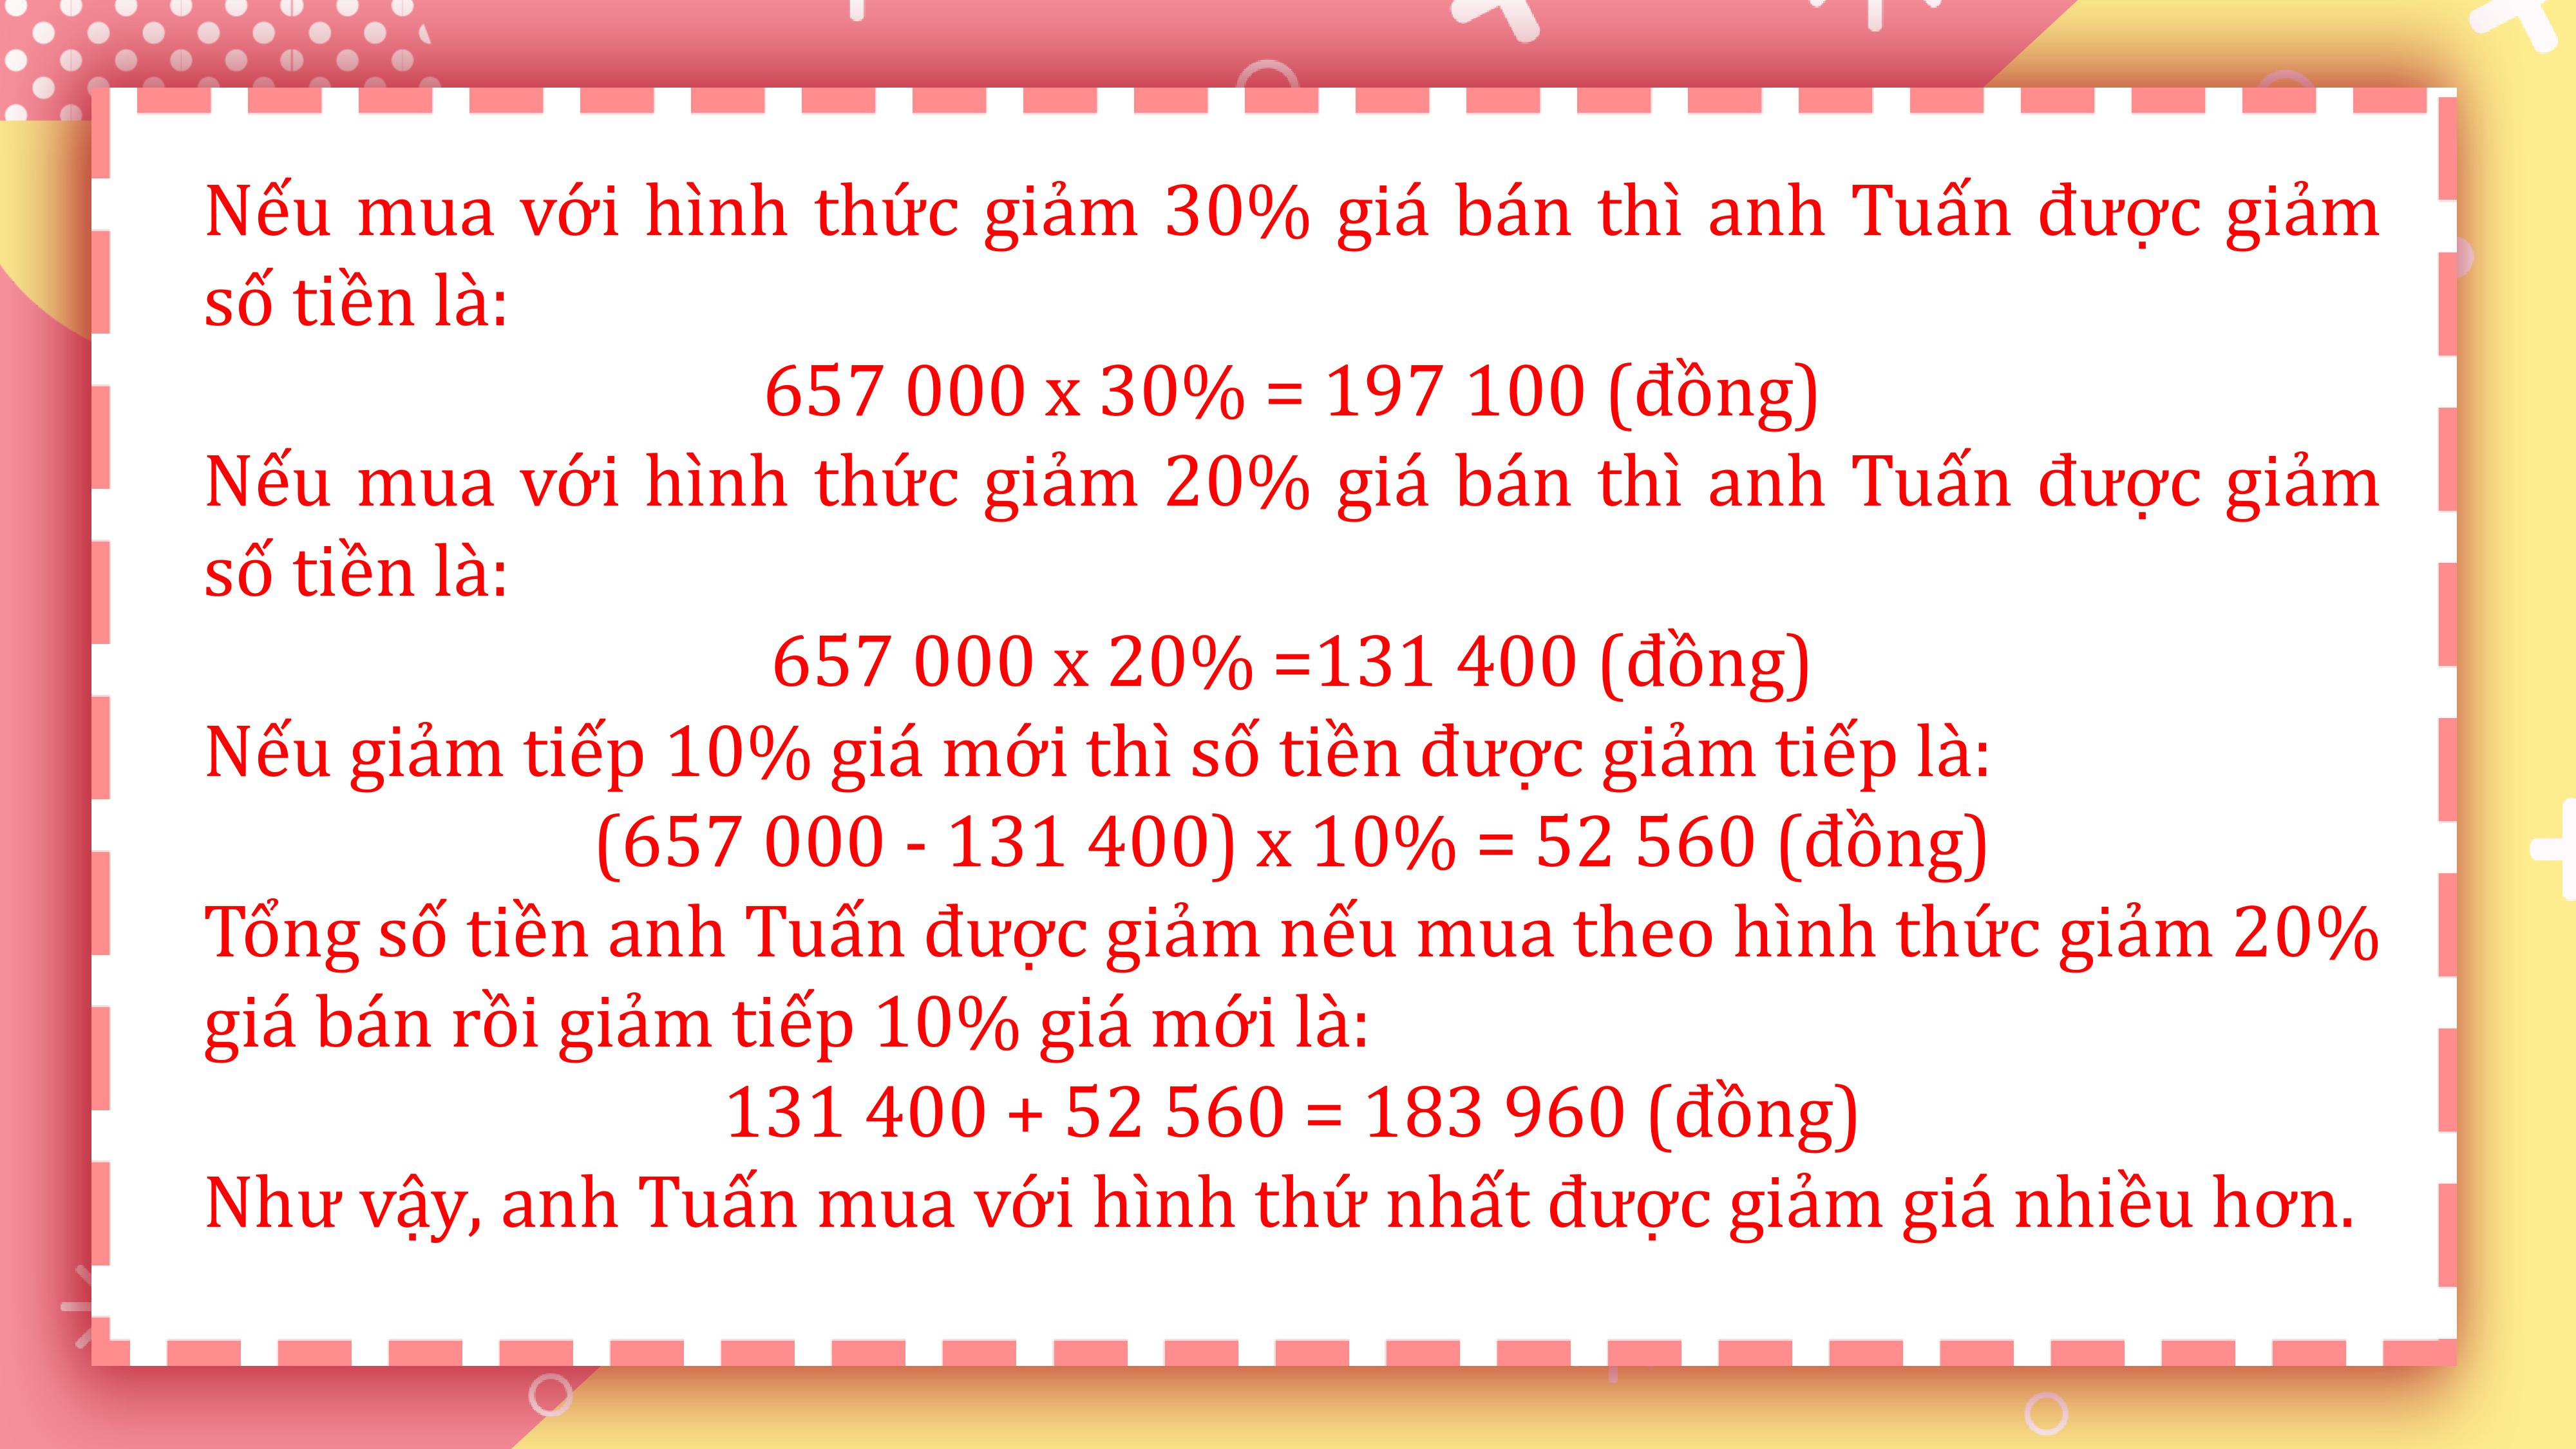 Nếu mua với hình thức giảm 30% giá bán thì anh Tuấn được giảm
số tiền là:
657 000 x 30% = 197 100 (đồng)
Nếu mua với hình thức giảm 20% giá bán thì anh Tuấn được giảm
số tiền là:
657 000 x 20% =131 400 (đồng)
Nếu giảm tiếp 10% giá mới thì số tiền được giảm tiếp là:
(657 000 - 131 400) x 10% = 52 560 (đồng)
Tổng số tiền anh Tuấn được giảm nếu mua theo hình thức giảm 20%
giá bán rồi giảm tiếp 10% giá mới là:
131 400 + 52 560 = 183 960 (đồng)
Như vậy, anh Tuấn mua với hình thứ nhất được giảm giá nhiều hơn.